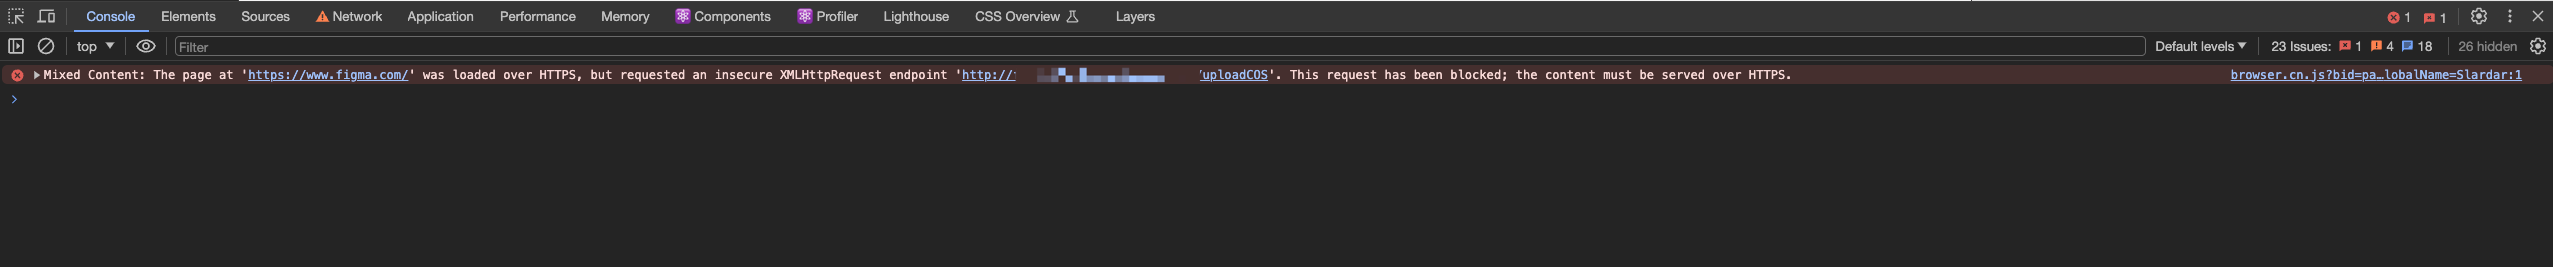 Console Elements Sources Network Application Performance Memory Components Profiler Lighthouse CSS Overview Layers 1 1
top Filter Default levels 23 Issues: 1 4 18 26 hidden
Mixed Content: The page at 'https://www.figma.com/' was loaded over HTTPS, but requested an insecure XMLHttpRequest endpoint 'http:// /uploadCOS'. This request has been blocked; the content must be served over HTTPS. browser.cn.js?bid=pa…lobalName=Slardar:1